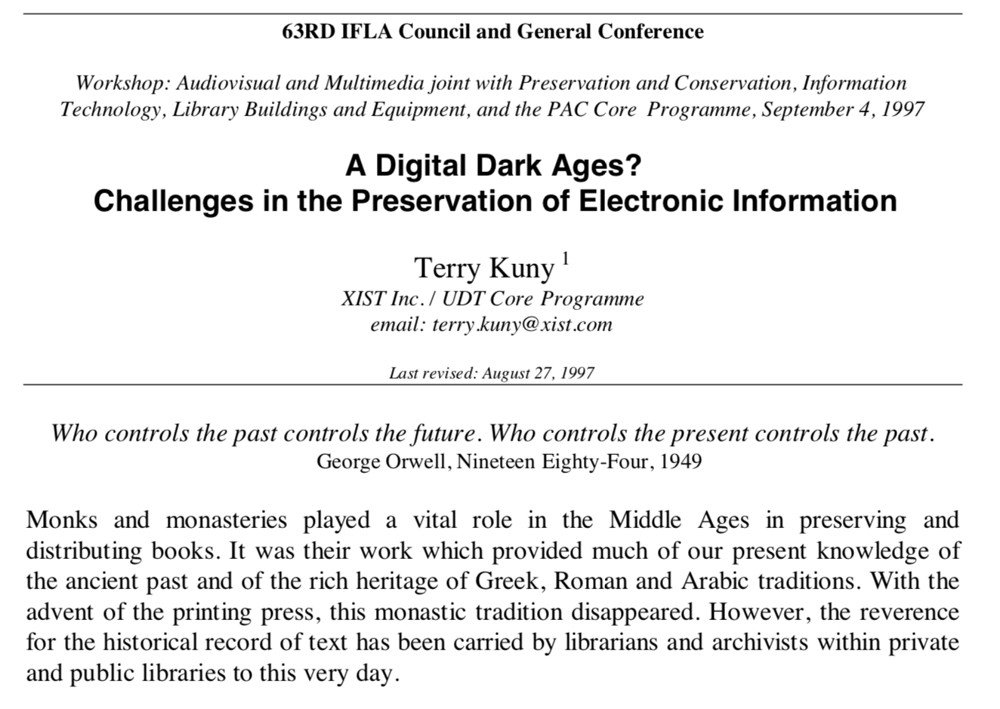 63RD IFLA Council and General Conference
Workshop: Audiovisual and Multimedia joint with Preservation and Conservation, Information
Technology, Library Buildings and Equipment, and the PAC Core Programme, September 4, 1997
A Digital Dark Ages?
Challenges in the Preservation of Electronic Information
Terry Kuny 1
XIST Inc. / UDT Core Programme
email: terry.kuny@xist.com
Last revised: August 27, 1997
Who controls the past controls the future. Who controls the present controls the past.
George Orwell, Nineteen Eighty-Four, 1949
Monks and monasteries played a vital role in the Middle Ages in preserving and
distributing books. It was their work which provided much of our present knowledge of
the ancient past and of the rich heritage of Greek, Roman and Arabic traditions. With the
advent of the printing press, this monastic tradition disappeared. However, the reverence
for the historical record of text has been carried by librarians and archivists within private
and public libraries to this very day.